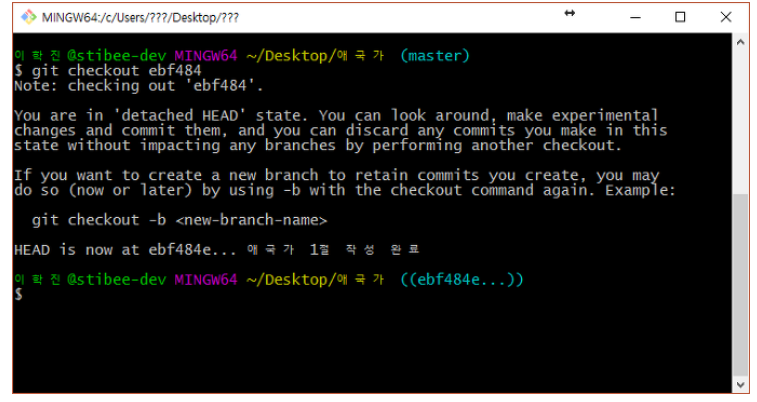 MINGW64:/c/Users/???/Desktop/???
이학진@stibee-dev MINGW64 ~/Desktop/애국가 (master)
$ git checkout ebf484
Note: checking out 'ebf484'.
You are in 'detached HEAD' state. You can look around, make experimental
changes and commit them, and you can discard any commits you make in this
state without impacting any branches by performing another checkout.
If you want to create a new branch to retain commits you create, you may
do so (now or later) by using -b with the checkout command again. Example:
git checkout -b <new-branch-name>
HEAD is now at ebf484e... 애국가 1절 작성 완료
이학진@stibee-dev MINGW64 ~/Desktop/애국가 ((ebf484e...))
$